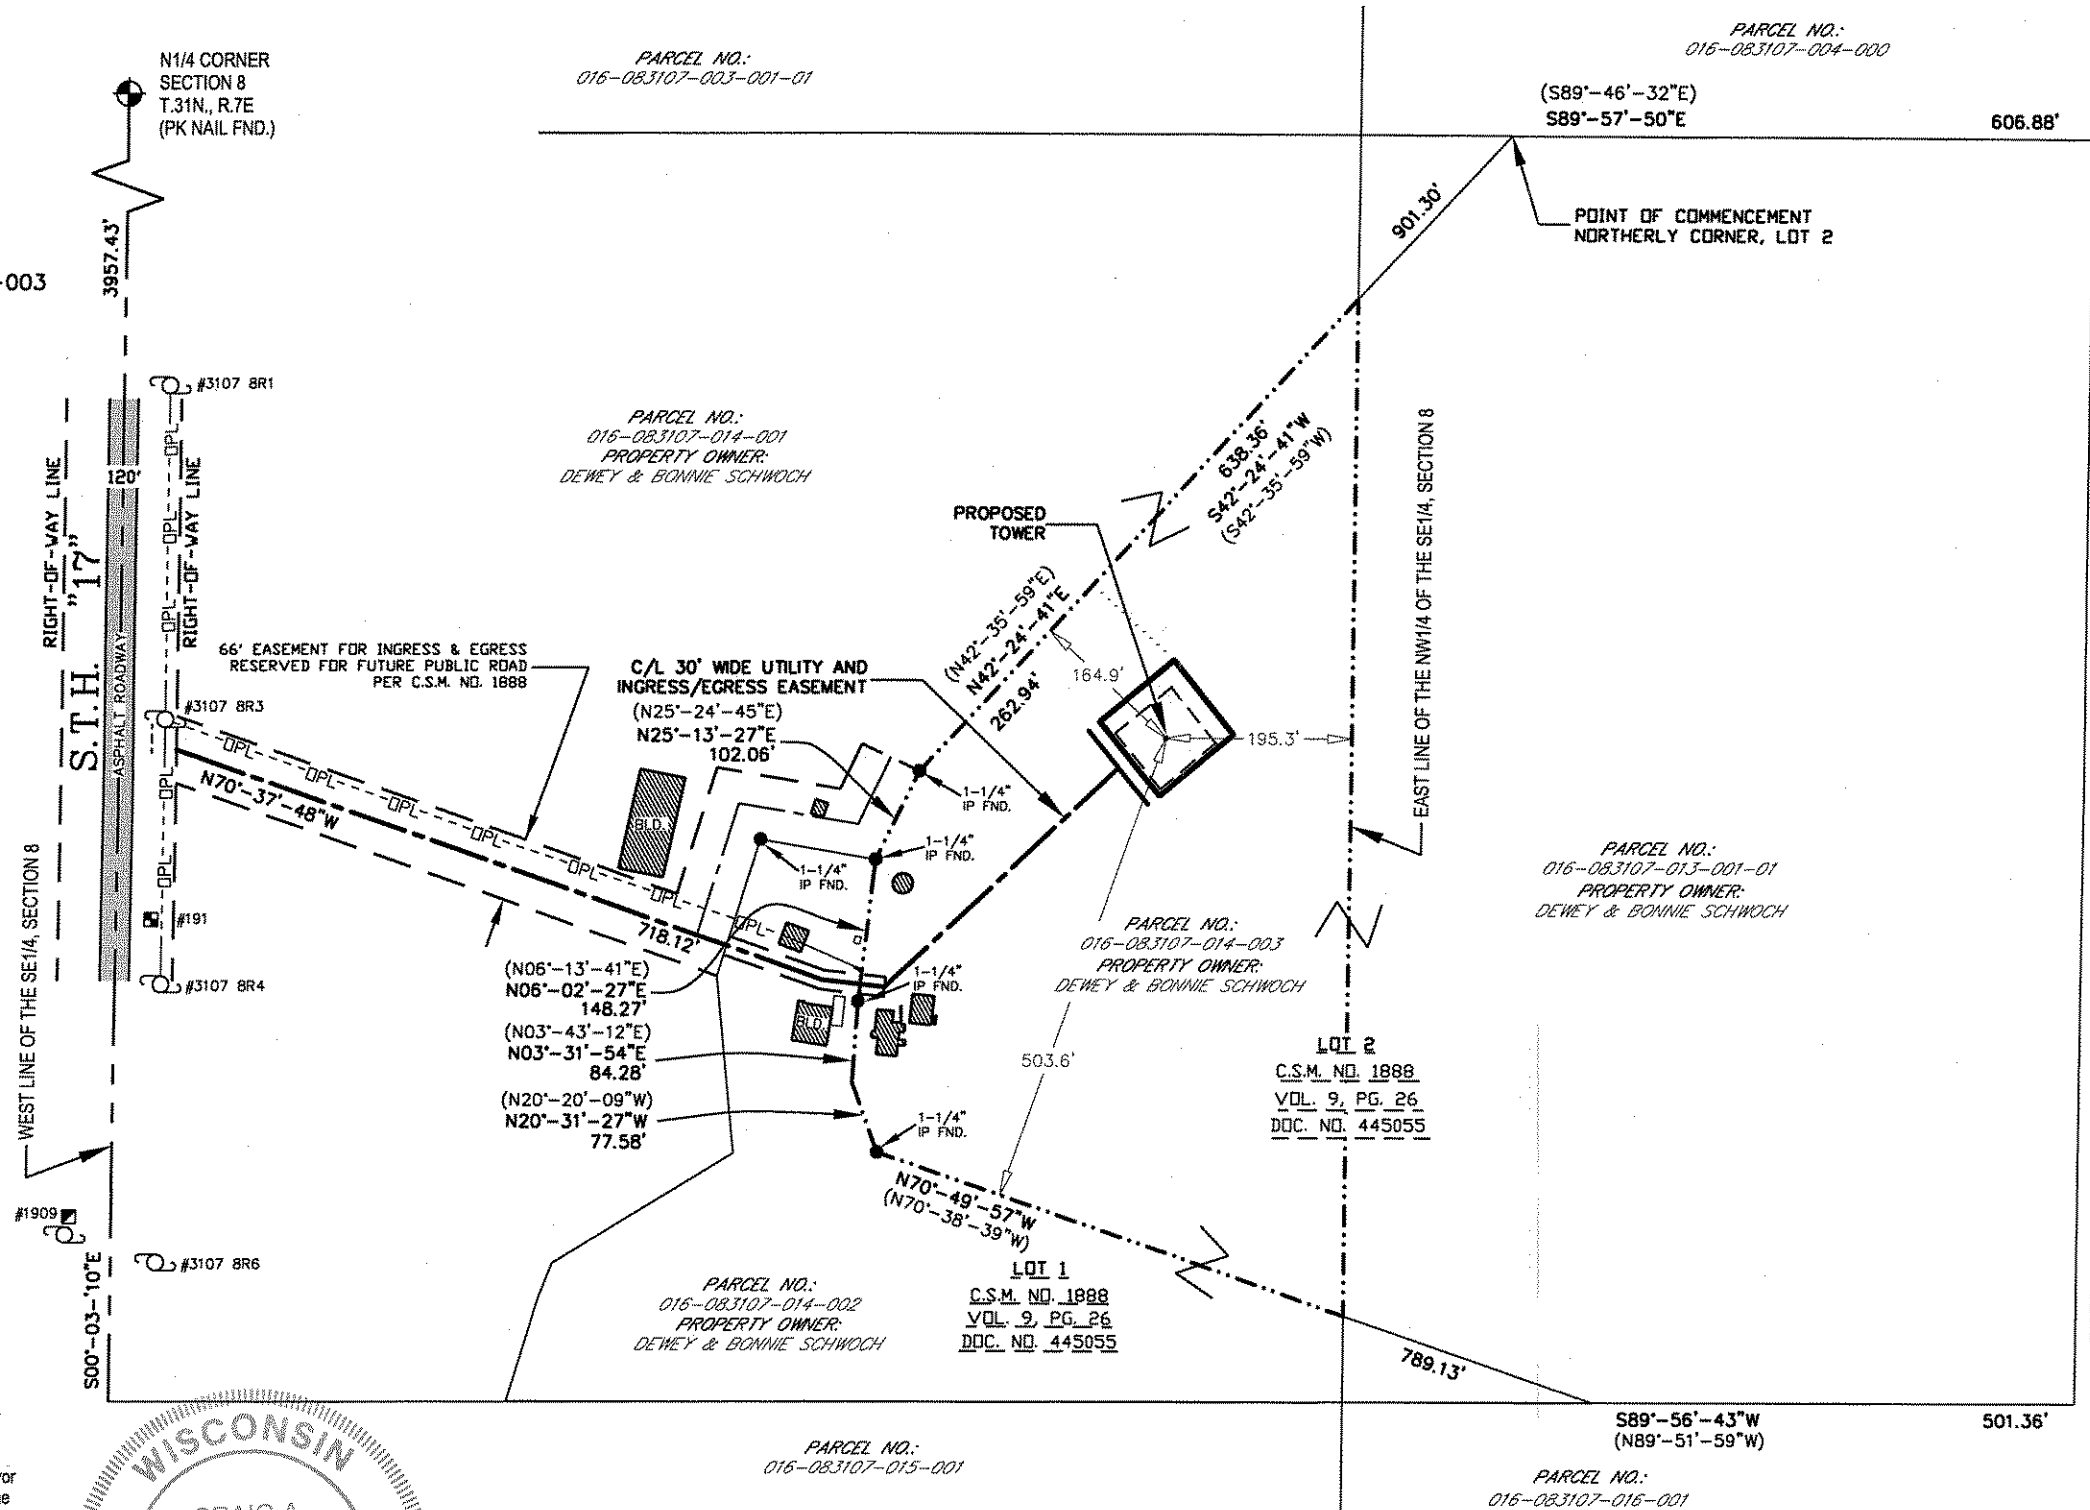 N1/4 CORNER
SECTION 8
T.31N., R.7E
(PK NAIL FND.)
PARCEL NO.:
016-083107-003-001-01
PARCEL NO.:
016-083107-004-000
(S89°-46'-32"E)
S89°-57'-50"E
606.88'
901.30'
POINT OF COMMENCEMENT
NORTHERLY CORNER, LOT 2
3957.43'
-003
#3107 8R1
RIGHT-OF-WAY LINE
120'
RIGHT-OF-WAY LINE
S.T.H. "17"
ASPHALT ROADWAY
OPL
OPL
OPL
OPL
OPL
PARCEL NO.:
016-083107-014-001
PROPERTY OWNER:
DEWEY & BONNIE SCHWOCH
638.36'
S42°-24'-41"W
(S42°-35'-59"W)
PROPOSED
TOWER
EAST LINE OF THE NW1/4 OF THE SE1/4, SECTION 8
66' EASEMENT FOR INGRESS & EGRESS
RESERVED FOR FUTURE PUBLIC ROAD
PER C.S.M. NO. 1888
C/L 30' WIDE UTILITY AND
INGRESS/EGRESS EASEMENT
(N42°-35'-59"E)
N42°-24'-41"E
262.94'
164.9'
195.3'
(N25°-24'-45"E)
N25°-13'-27"E
102.06'
#3107 8R3
OPL
OPL
OPL
OPL
OPL
OPL
OPL
N70°-37'-48"W
718.12'
BLD.
1-1/4"
IP FND.
1-1/4"
IP FND.
1-1/4"
IP FND.
WEST LINE OF THE SE1/4, SECTION 8
#191
#3107 8R4
PARCEL NO.:
016-083107-013-001-01
PROPERTY OWNER:
DEWEY & BONNIE SCHWOCH
PARCEL NO.:
016-083107-014-003
PROPERTY OWNER:
DEWEY & BONNIE SCHWOCH
(N06°-13'-41"E)
N06°-02'-27"E
148.27'
1-1/4"
IP FND.
BLD.
(N03°-43'-12"E)
N03°-31'-54"E
84.28'
503.6'
LOT 2
C.S.M. NO. 1888
VOL. 9, PG. 26
DOC. NO. 445055
(N20°-20'-09"W)
N20°-31'-27"W
77.58'
1-1/4"
IP FND.
N70°-49'-57"W
(N70°-38'-39"W)
#1909
#3107 8R6
S00°-03-'10"E
PARCEL NO.:
016-083107-014-002
PROPERTY OWNER:
DEWEY & BONNIE SCHWOCH
LOT 1
C.S.M. NO. 1888
VOL. 9, PG. 26
DOC. NO. 445055
789.13'
S89°-56'-43"W
(N89°-51'-59"W)
501.36'
WISCONSIN
PARCEL NO.:
016-083107-015-001
PARCEL NO.:
016-083107-016-001